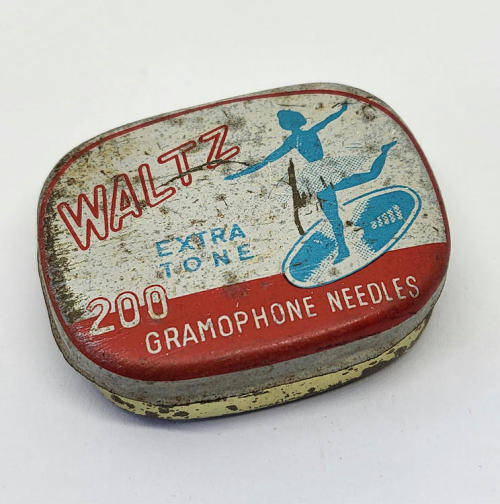 WALTZ
EXTRA
TONE
200
GRAMOPHONE NEEDLES